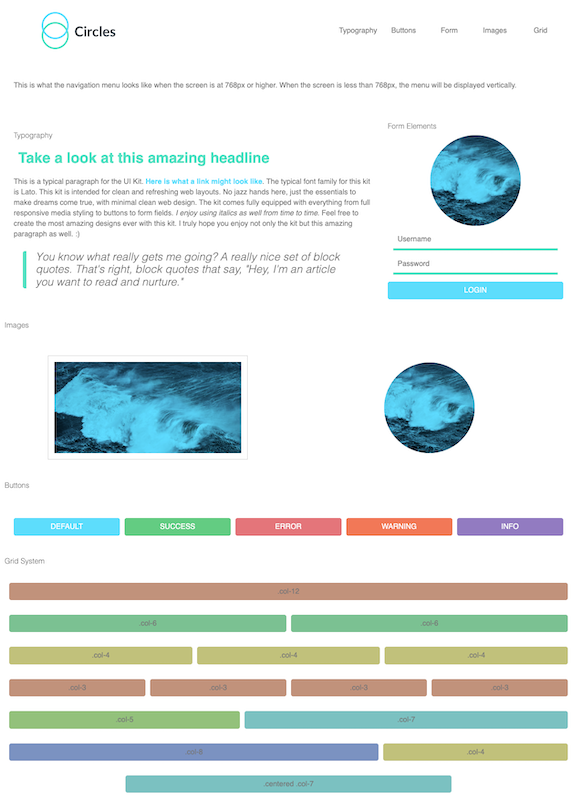 Circles
Typography Buttons Form Images Grid
This is what the navigation menu looks like when the screen is at 768px or higher. When the screen is less than 768px, the menu will be displayed vertically.
Typography
Take a look at this amazing headline
This is a typical paragraph for the UI Kit. Here is what a link might look like. The typical font family for this kit
is Lato. This kit is intended for clean and refreshing web layouts. No jazz hands here, just the essentials to
make dreams come true, with minimal clean web design. The kit comes fully equipped with everything from full
responsive media styling to buttons to form fields. I enjoy using italics as well from time to time. Feel free to
create the most amazing designs ever with this kit. I truly hope you enjoy not only the kit but this amazing
paragraph as well. :)
You know what really gets me going? A really nice set of block
quotes. That's right, block quotes that say, "Hey, I'm an article
you want to read and nurture."
Form Elements
Username
Password
LOGIN
Images
Buttons
DEFAULT SUCCESS ERROR WARNING INFO
Grid System
.col-12
.col-6 .col-6
.col-4 .col-4 .col-4
.col-3 .col-3 .col-3 .col-3
.col-5 .col-7
.col-4
.centered .col-7